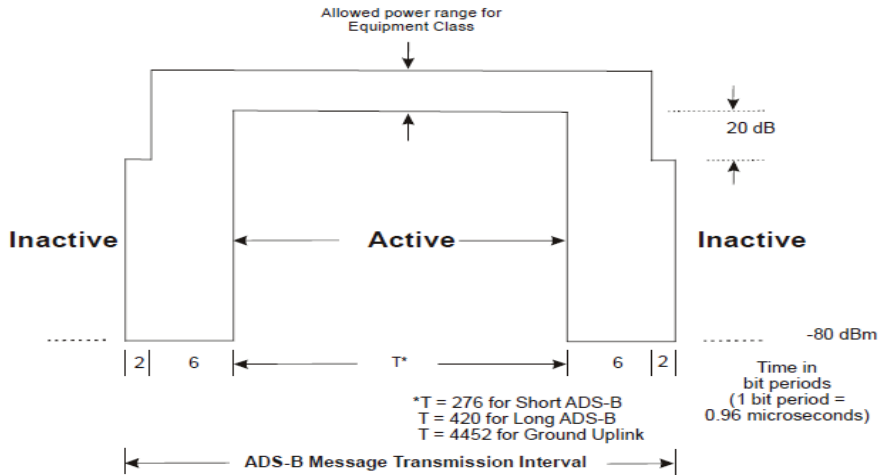 Allowed power range for
Equipment Class
20 dB
Inactive
Active
Inactive
-80 dBm
2
6
T*
6
2
Time in
bit periods
(1 bit period =
0.96 microseconds)
*T = 276 for Short ADS-B
T = 420 for Long ADS-B
T = 4452 for Ground Uplink
ADS-B Message Transmission Interval